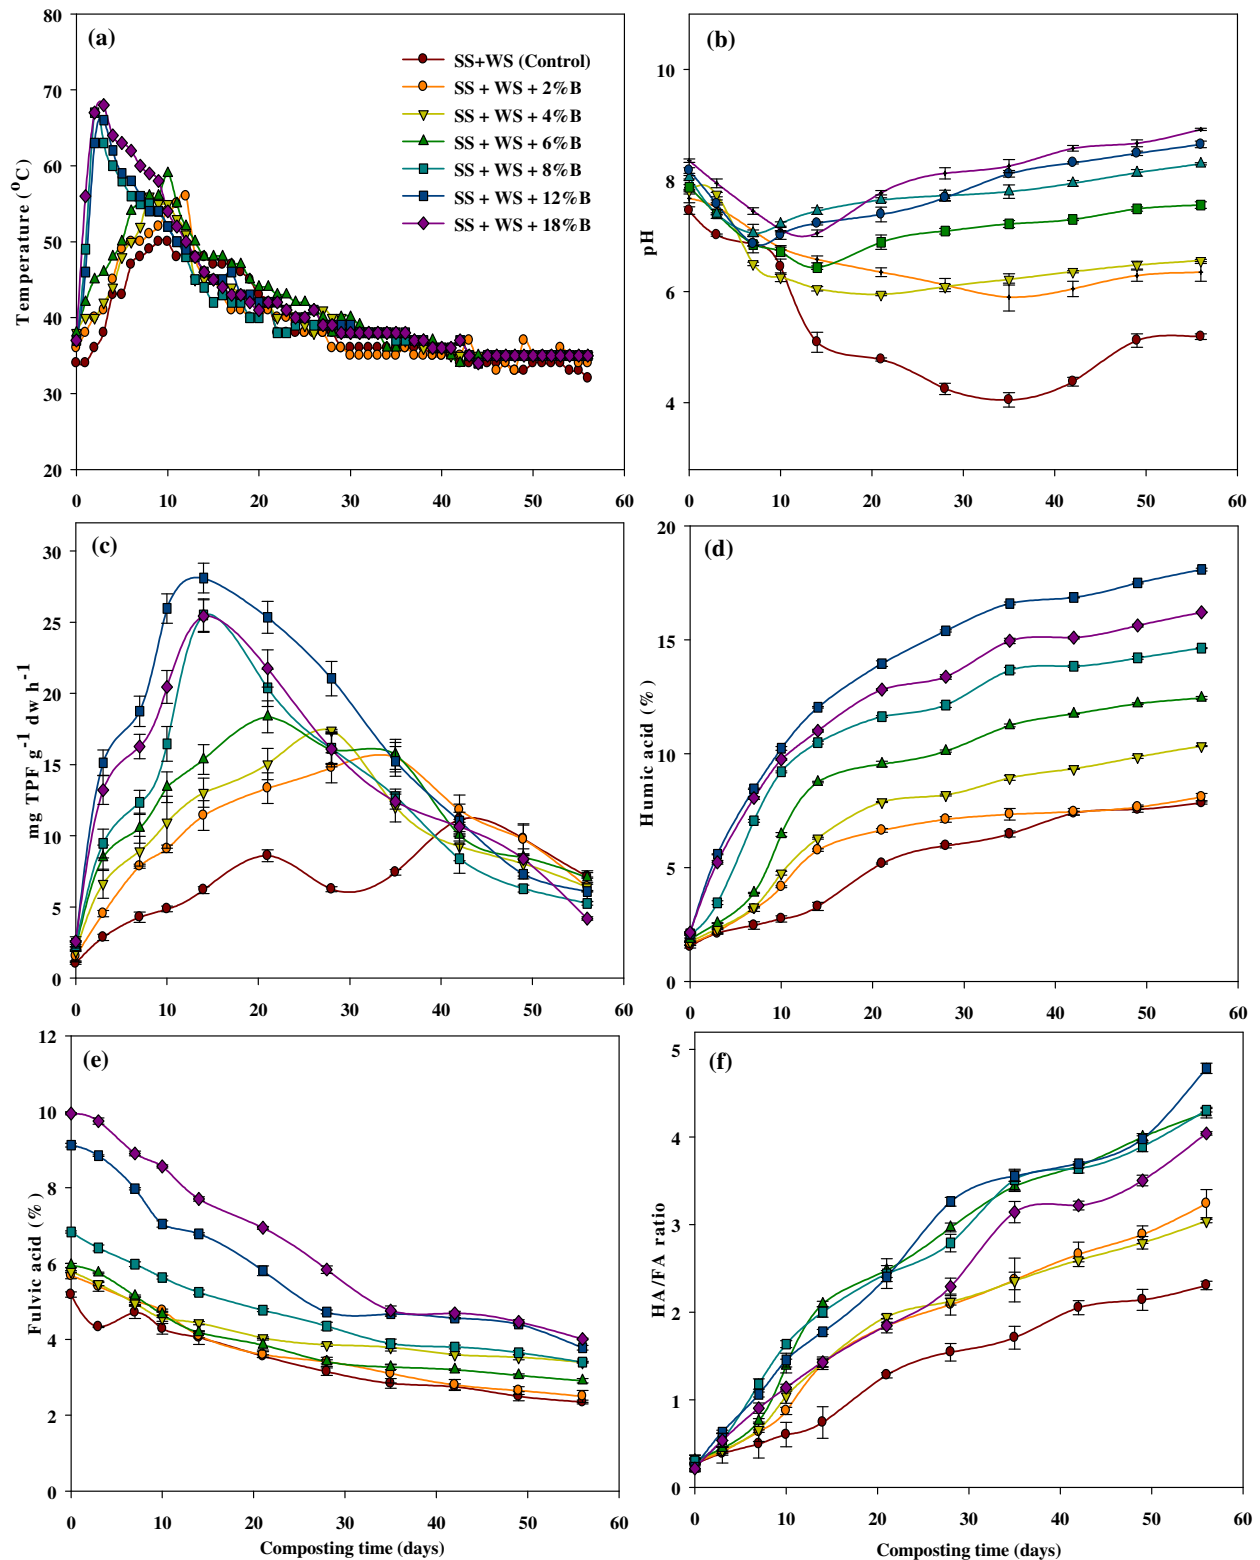 (a)
80
70
60
50
40
30
20
Temperature (°C)
SS+WS (Control)
SS + WS + 2%B
SS + WS + 4%B
SS + WS + 6%B
SS + WS + 8%B
SS + WS + 12%B
SS + WS + 18%B
0 10 20 30 40 50 60
(b)
10
8
6
4
pH
0 10 20 30 40 50 60
(c)
30
25
20
15
10
5
0
mg TPF g⁻¹ dw h⁻¹
0 10 20 30 40 50 60
(d)
20
15
10
5
0
Humic acid (%)
0 10 20 30 40 50 60
(e)
12
10
8
6
4
2
0
Fulvic acid (%)
0 10 20 30 40 50 60
Composting time (days)
(f)
5
4
3
2
1
0
HA/FA ratio
0 10 20 30 40 50 60
Composting time (days)